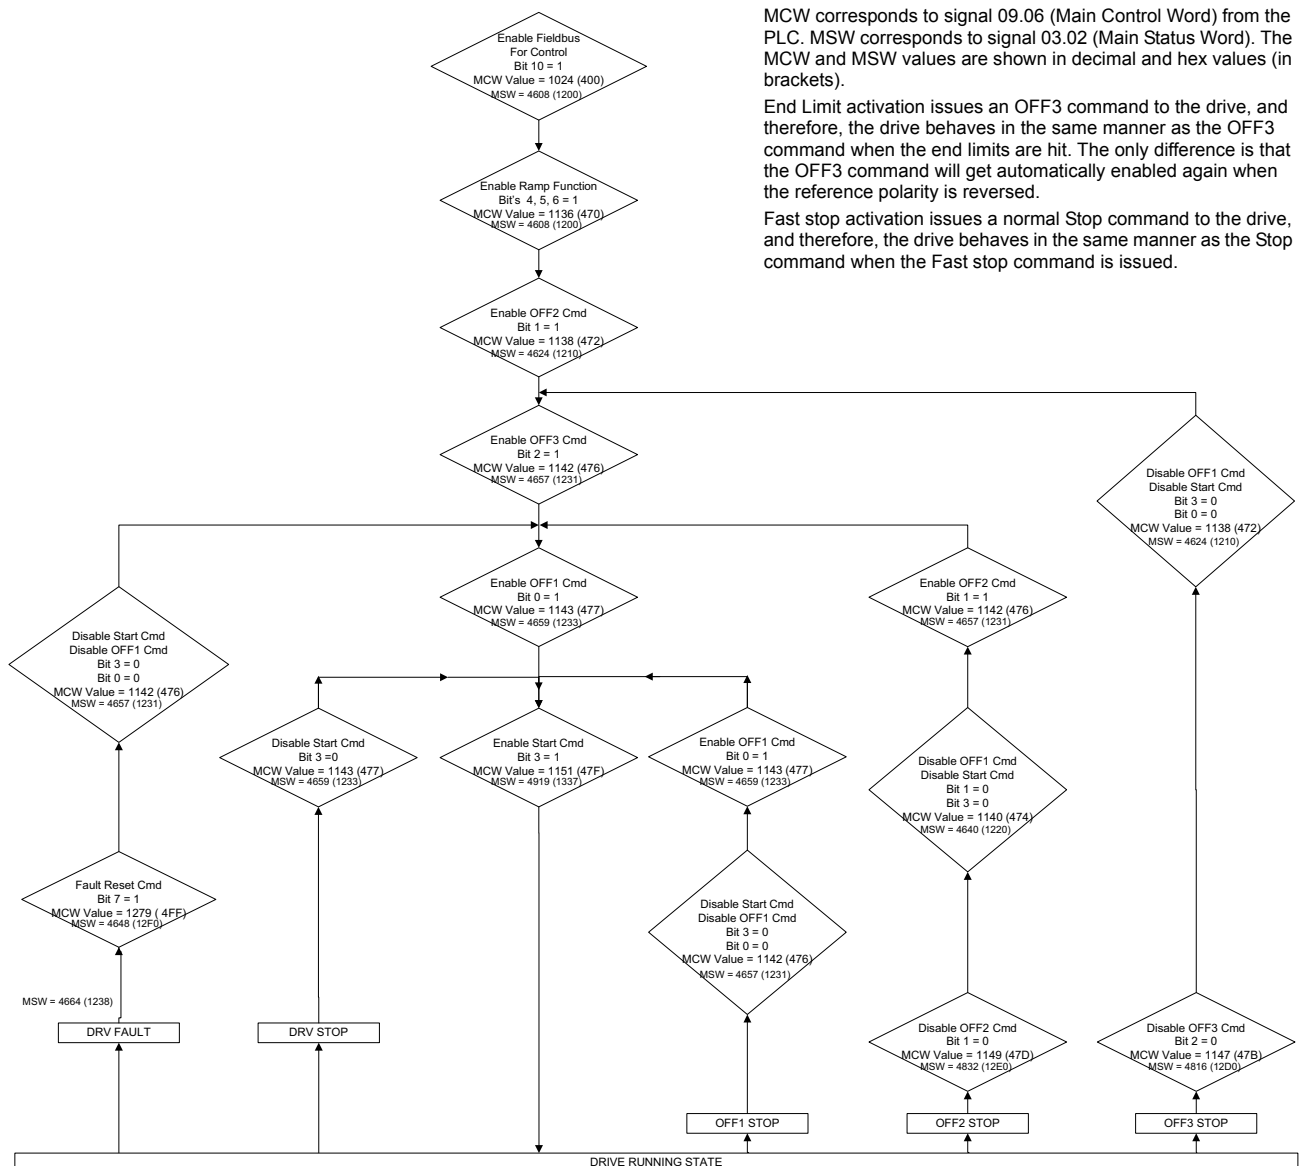 MCW corresponds to signal 09.06 (Main Control Word) from the
PLC. MSW corresponds to signal 03.02 (Main Status Word). The
MCW and MSW values are shown in decimal and hex values (in
brackets).
End Limit activation issues an OFF3 command to the drive, and
therefore, the drive behaves in the same manner as the OFF3
command when the end limits are hit. The only difference is that
the OFF3 command will get automatically enabled again when
the reference polarity is reversed.
Fast stop activation issues a normal Stop command to the drive,
and therefore, the drive behaves in the same manner as the Stop
command when the Fast stop command is issued.
Enable Fieldbus
For Control
Bit 10 = 1
MCW Value = 1024 (400)
MSW = 4608 (1200)
Enable Ramp Function
Bit's 4, 5, 6 = 1
MCW Value = 1136 (470)
MSW = 4608 (1200)
Enable OFF2 Cmd
Bit 1 = 1
MCW Value = 1138 (472)
MSW = 4624 (1210)
Enable OFF3 Cmd
Bit 2 = 1
MCW Value = 1142 (476)
MSW = 4657 (1231)
Disable OFF1 Cmd
Disable Start Cmd
Bit 3 = 0
Bit 0 = 0
MCW Value = 1138 (472)
MSW = 4624 (1210)
Enable OFF1 Cmd
Bit 0 = 1
MCW Value = 1143 (477)
MSW = 4659 (1233)
Enable OFF2 Cmd
Bit 1 = 1
MCW Value = 1142 (476)
MSW = 4657 (1231)
Disable Start Cmd
Disable OFF1 Cmd
Bit 3 = 0
Bit 0 = 0
MCW Value = 1142 (476)
MSW = 4657 (1231)
Disable Start Cmd
Bit 3 =0
MCW Value = 1143 (477)
MSW = 4659 (1233)
Enable Start Cmd
Bit 3 = 1
MCW Value = 1151 (47F)
MSW = 4919 (1337)
Enable OFF1 Cmd
Bit 0 = 1
MCW Value = 1143 (477)
MSW = 4659 (1233)
Disable OFF1 Cmd
Disable Start Cmd
Bit 1 = 0
Bit 3 = 0
MCW Value = 1140 (474)
MSW = 4640 (1220)
Fault Reset Cmd
Bit 7 = 1
MCW Value = 1279 ( 4FF)
MSW = 4648 (12F0)
Disable Start Cmd
Disable OFF1 Cmd
Bit 3 = 0
Bit 0 = 0
MCW Value = 1142 (476)
MSW = 4657 (1231)
MSW = 4664 (1238)
DRV FAULT
DRV STOP
Disable OFF2 Cmd
Bit 1 = 0
MCW Value = 1149 (47D)
MSW = 4832 (12E0)
Disable OFF3 Cmd
Bit 2 = 0
MCW Value = 1147 (47B)
MSW = 4816 (12D0)
OFF1 STOP
OFF2 STOP
OFF3 STOP
DRIVE RUNNING STATE